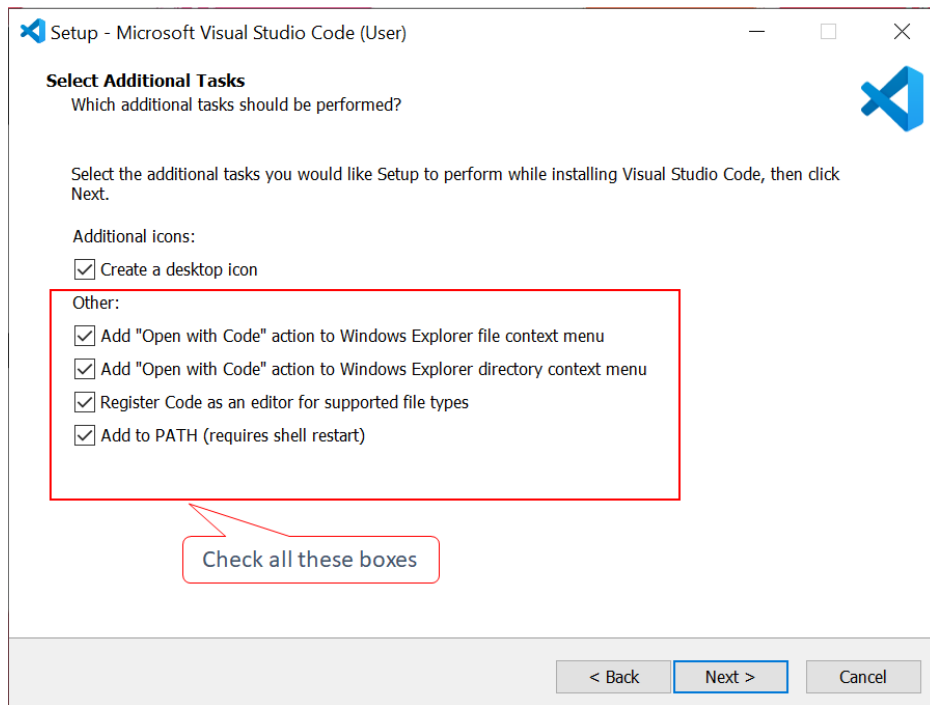 Setup - Microsoft Visual Studio Code (User)
Select Additional Tasks
Which additional tasks should be performed?
Select the additional tasks you would like Setup to perform while installing Visual Studio Code, then click
Next.
Additional icons:
Create a desktop icon
Other:
Add "Open with Code" action to Windows Explorer file context menu
Add "Open with Code" action to Windows Explorer directory context menu
Register Code as an editor for supported file types
Add to PATH (requires shell restart)
Check all these boxes
< Back
Next >
Cancel